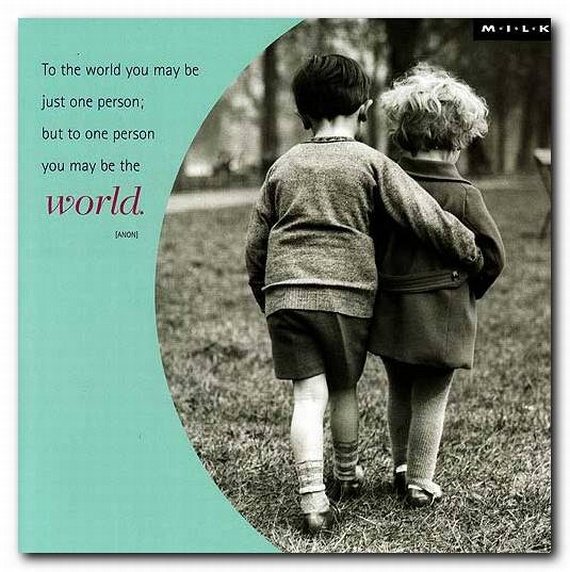 M·I·L·K
To the world you may be
just one person;
but to one person
you may be the
world.
[ANON]